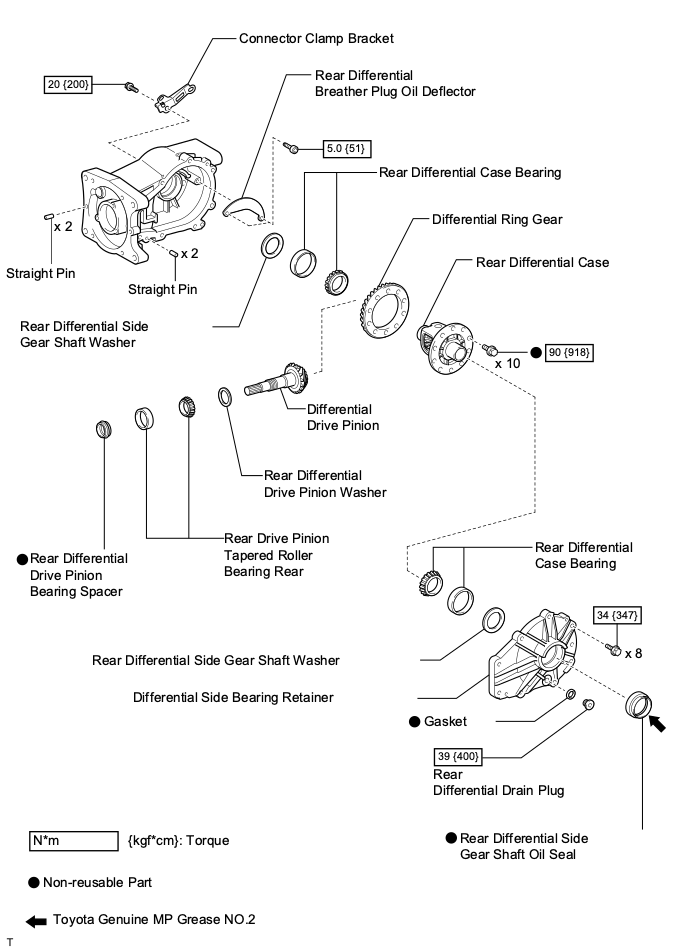 Connector Clamp Bracket
20 {200}
Rear Differential
Breather Plug Oil Deflector
5.0 {51}
Rear Differential Case Bearing
x 2
Differential Ring Gear
x 2
Straight Pin
Rear Differential Case
Straight Pin
Rear Differential Side
Gear Shaft Washer
90 {918}
x 10
Differential
Drive Pinion
Rear Differential
Drive Pinion Washer
Rear Drive Pinion
Tapered Roller
Bearing Rear
Rear Differential
Drive Pinion
Bearing Spacer
Rear Differential
Case Bearing
34 {347}
x 8
Rear Differential Side Gear Shaft Washer
Differential Side Bearing Retainer
Gasket
39 {400}
Rear
Differential Drain Plug
Rear Differential Side
Gear Shaft Oil Seal
N*m {kgf*cm}: Torque
Non-reusable Part
Toyota Genuine MP Grease NO.2
T